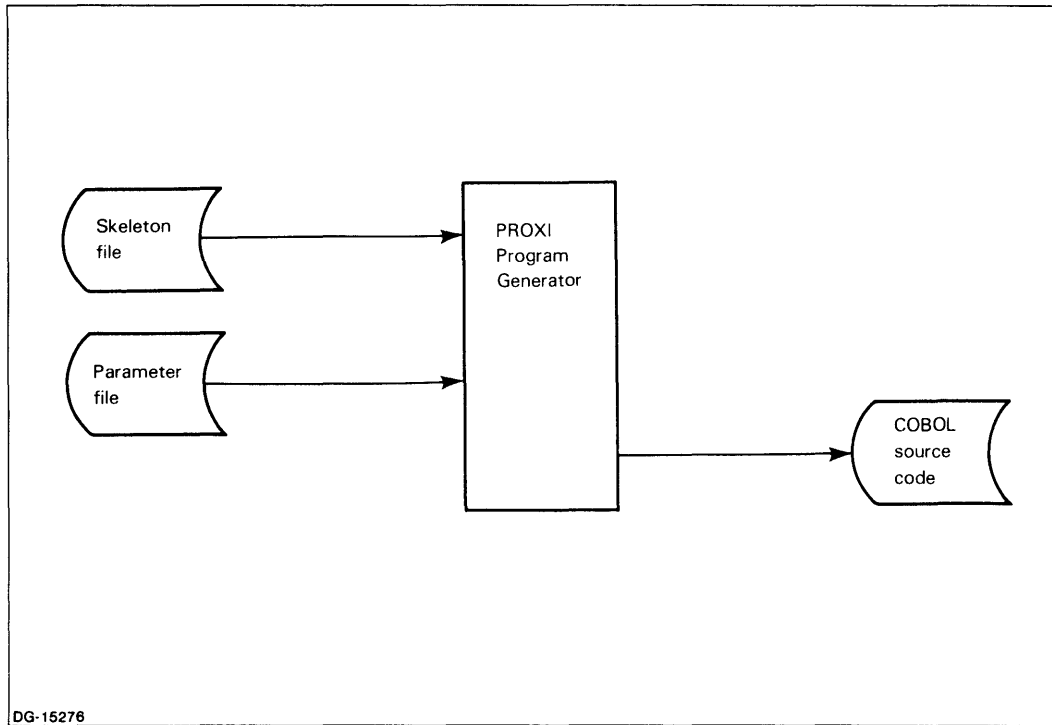 Skeleton
file
PROXI
Program
Generator
Parameter
file
COBOL
source
code
DG-15276